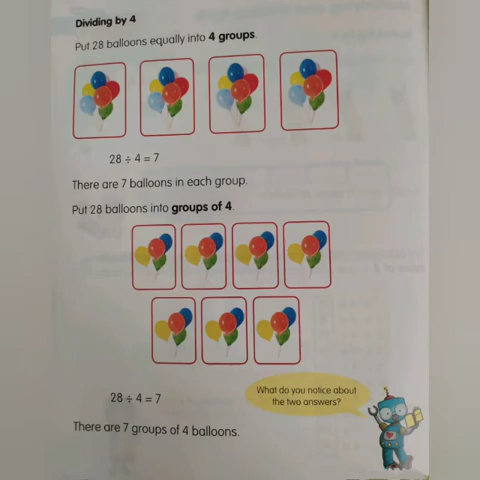 Dividing by 4
Put 28 balloons equally into 4 groups.
28 ÷ 4 = 7
There are 7 balloons in each group.
Put 28 balloons into groups of 4.
28 ÷ 4 = 7
What do you notice about
the two answers?
There are 7 groups of 4 balloons.